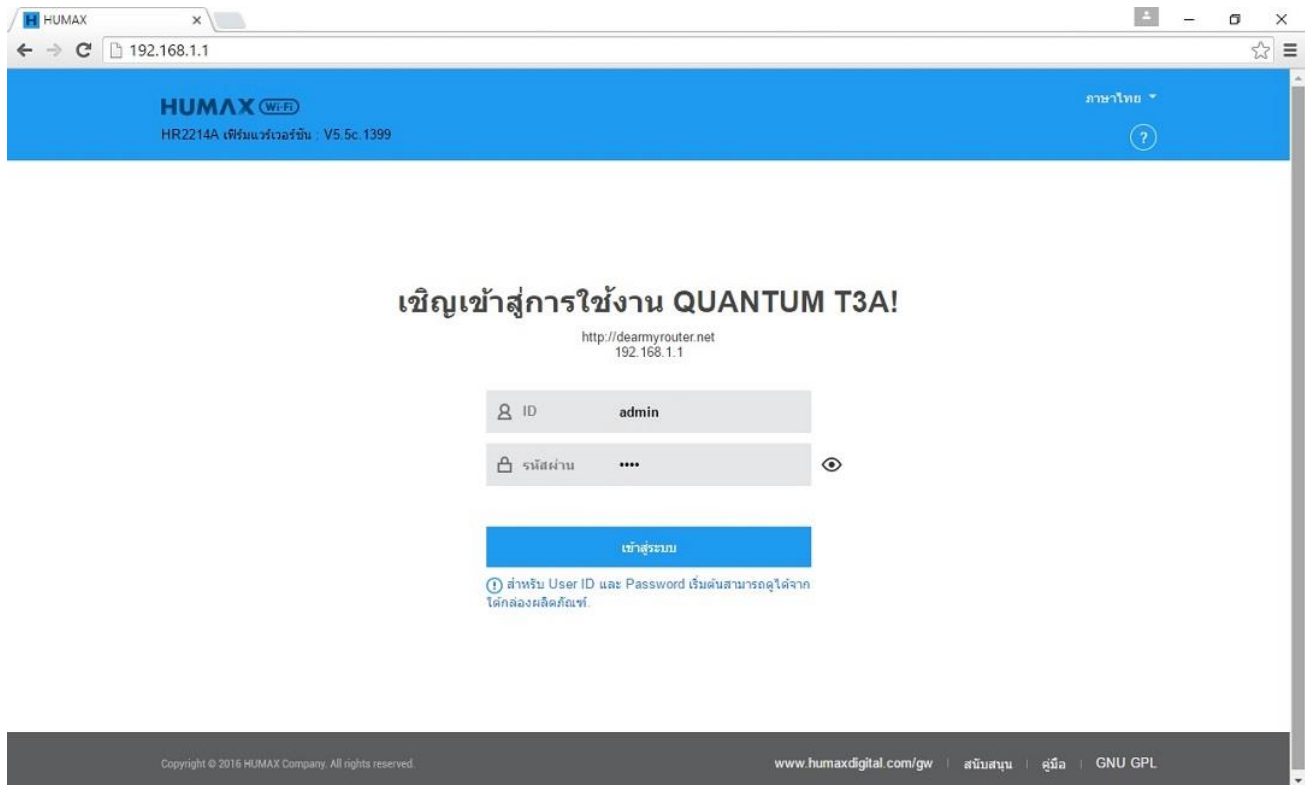 HUMAX
192.168.1.1
HUMAX Wi-Fi
ภาษาไทย
HR2214A เฟิร์มแวร์เวอร์ชัน : V5.5c.1399
?
เชิญเข้าสู่การใช้งาน QUANTUM T3A!
http://dearmyrouter.net
192.168.1.1
ID admin
รหัสผ่าน ••••
เข้าสู่ระบบ
สำหรับ User ID และ Password เริ่มต้นสามารถดูได้จาก
ใต้กล่องผลิตภัณฑ์.
Copyright © 2016 HUMAX Company. All rights reserved.
www.humaxdigital.com/gw | สนับสนุน | คู่มือ | GNU GPL